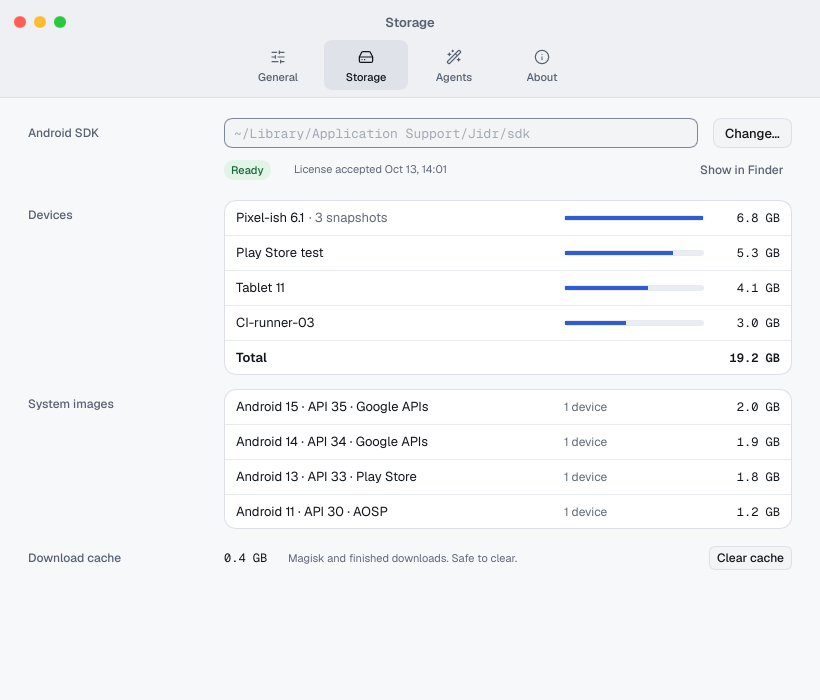 Storage
General
Storage
Agents
About
Android SDK
~/Library/Application Support/Jidr/sdk
Change…
Ready
License accepted Oct 13, 14:01
Show in Finder
Devices
Pixel-ish 6.1 · 3 snapshots
6.8 GB
Play Store test
5.3 GB
Tablet 11
4.1 GB
CI-runner-03
3.0 GB
Total
19.2 GB
System images
Android 15 · API 35 · Google APIs
1 device
2.0 GB
Android 14 · API 34 · Google APIs
1 device
1.9 GB
Android 13 · API 33 · Play Store
1 device
1.8 GB
Android 11 · API 30 · AOSP
1 device
1.2 GB
Download cache
0.4 GB
Magisk and finished downloads. Safe to clear.
Clear cache